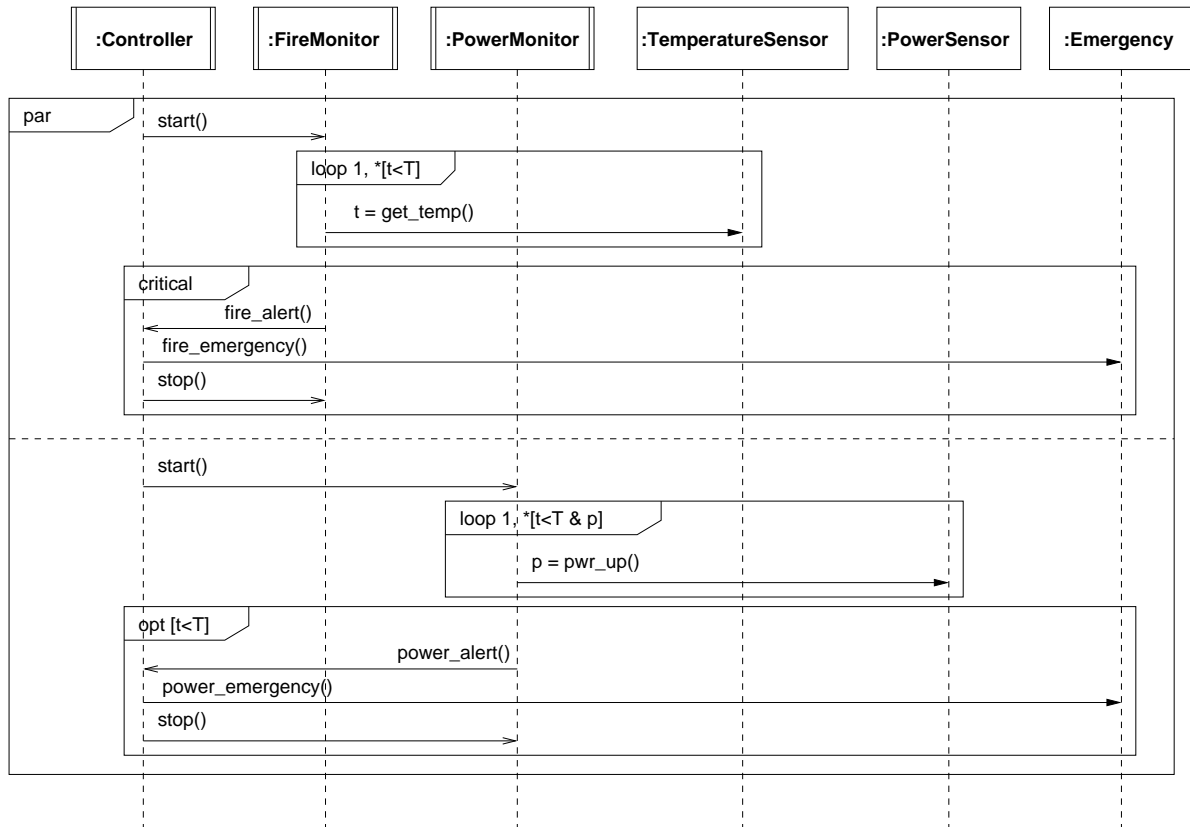 :Controller
:FireMonitor
:PowerMonitor
:TemperatureSensor
:PowerSensor
:Emergency
par
start()
loop 1, *[t<T]
t = get_temp()
critical
fire_alert()
fire_emergency()
stop()
start()
loop 1, *[t<T & p]
p = pwr_up()
opt [t<T]
power_alert()
power_emergency()
stop()